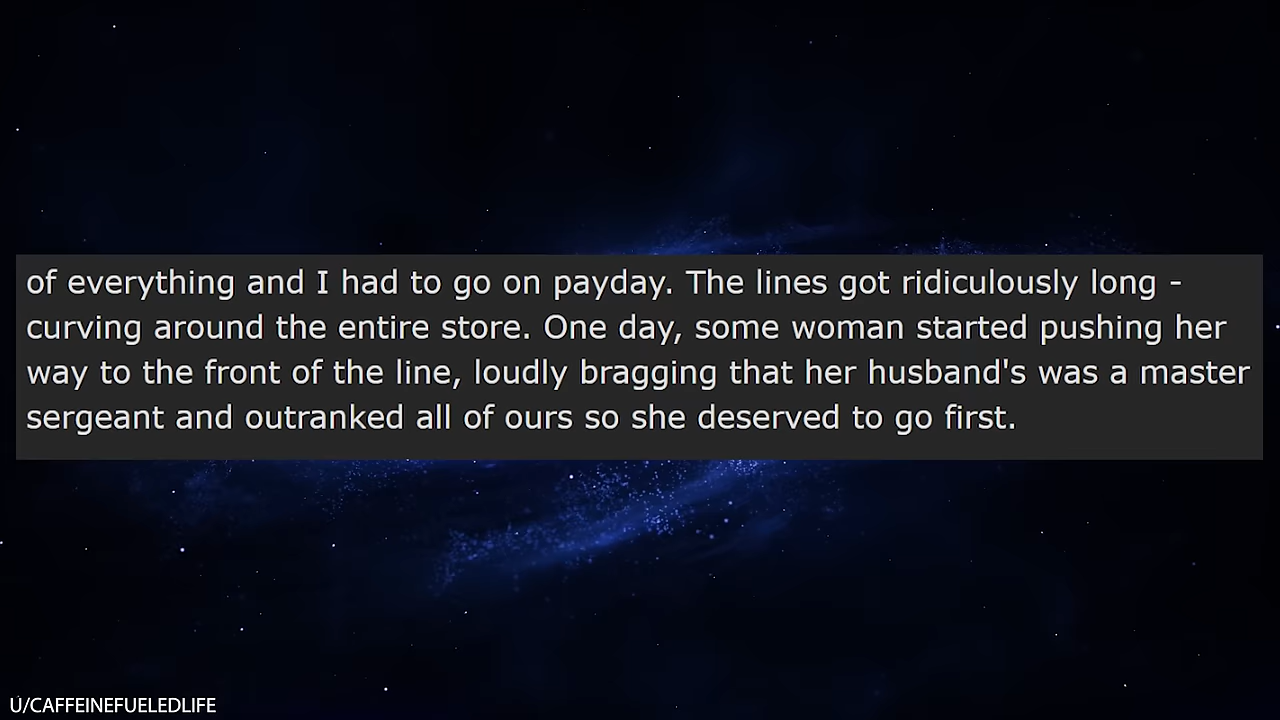 of everything and I had to go on payday. The lines got ridiculously long -
curving around the entire store. One day, some woman started pushing her
way to the front of the line, loudly bragging that her husband's was a master
sergeant and outranked all of ours so she deserved to go first.
U/CAFFEINEFUELEDLIFE